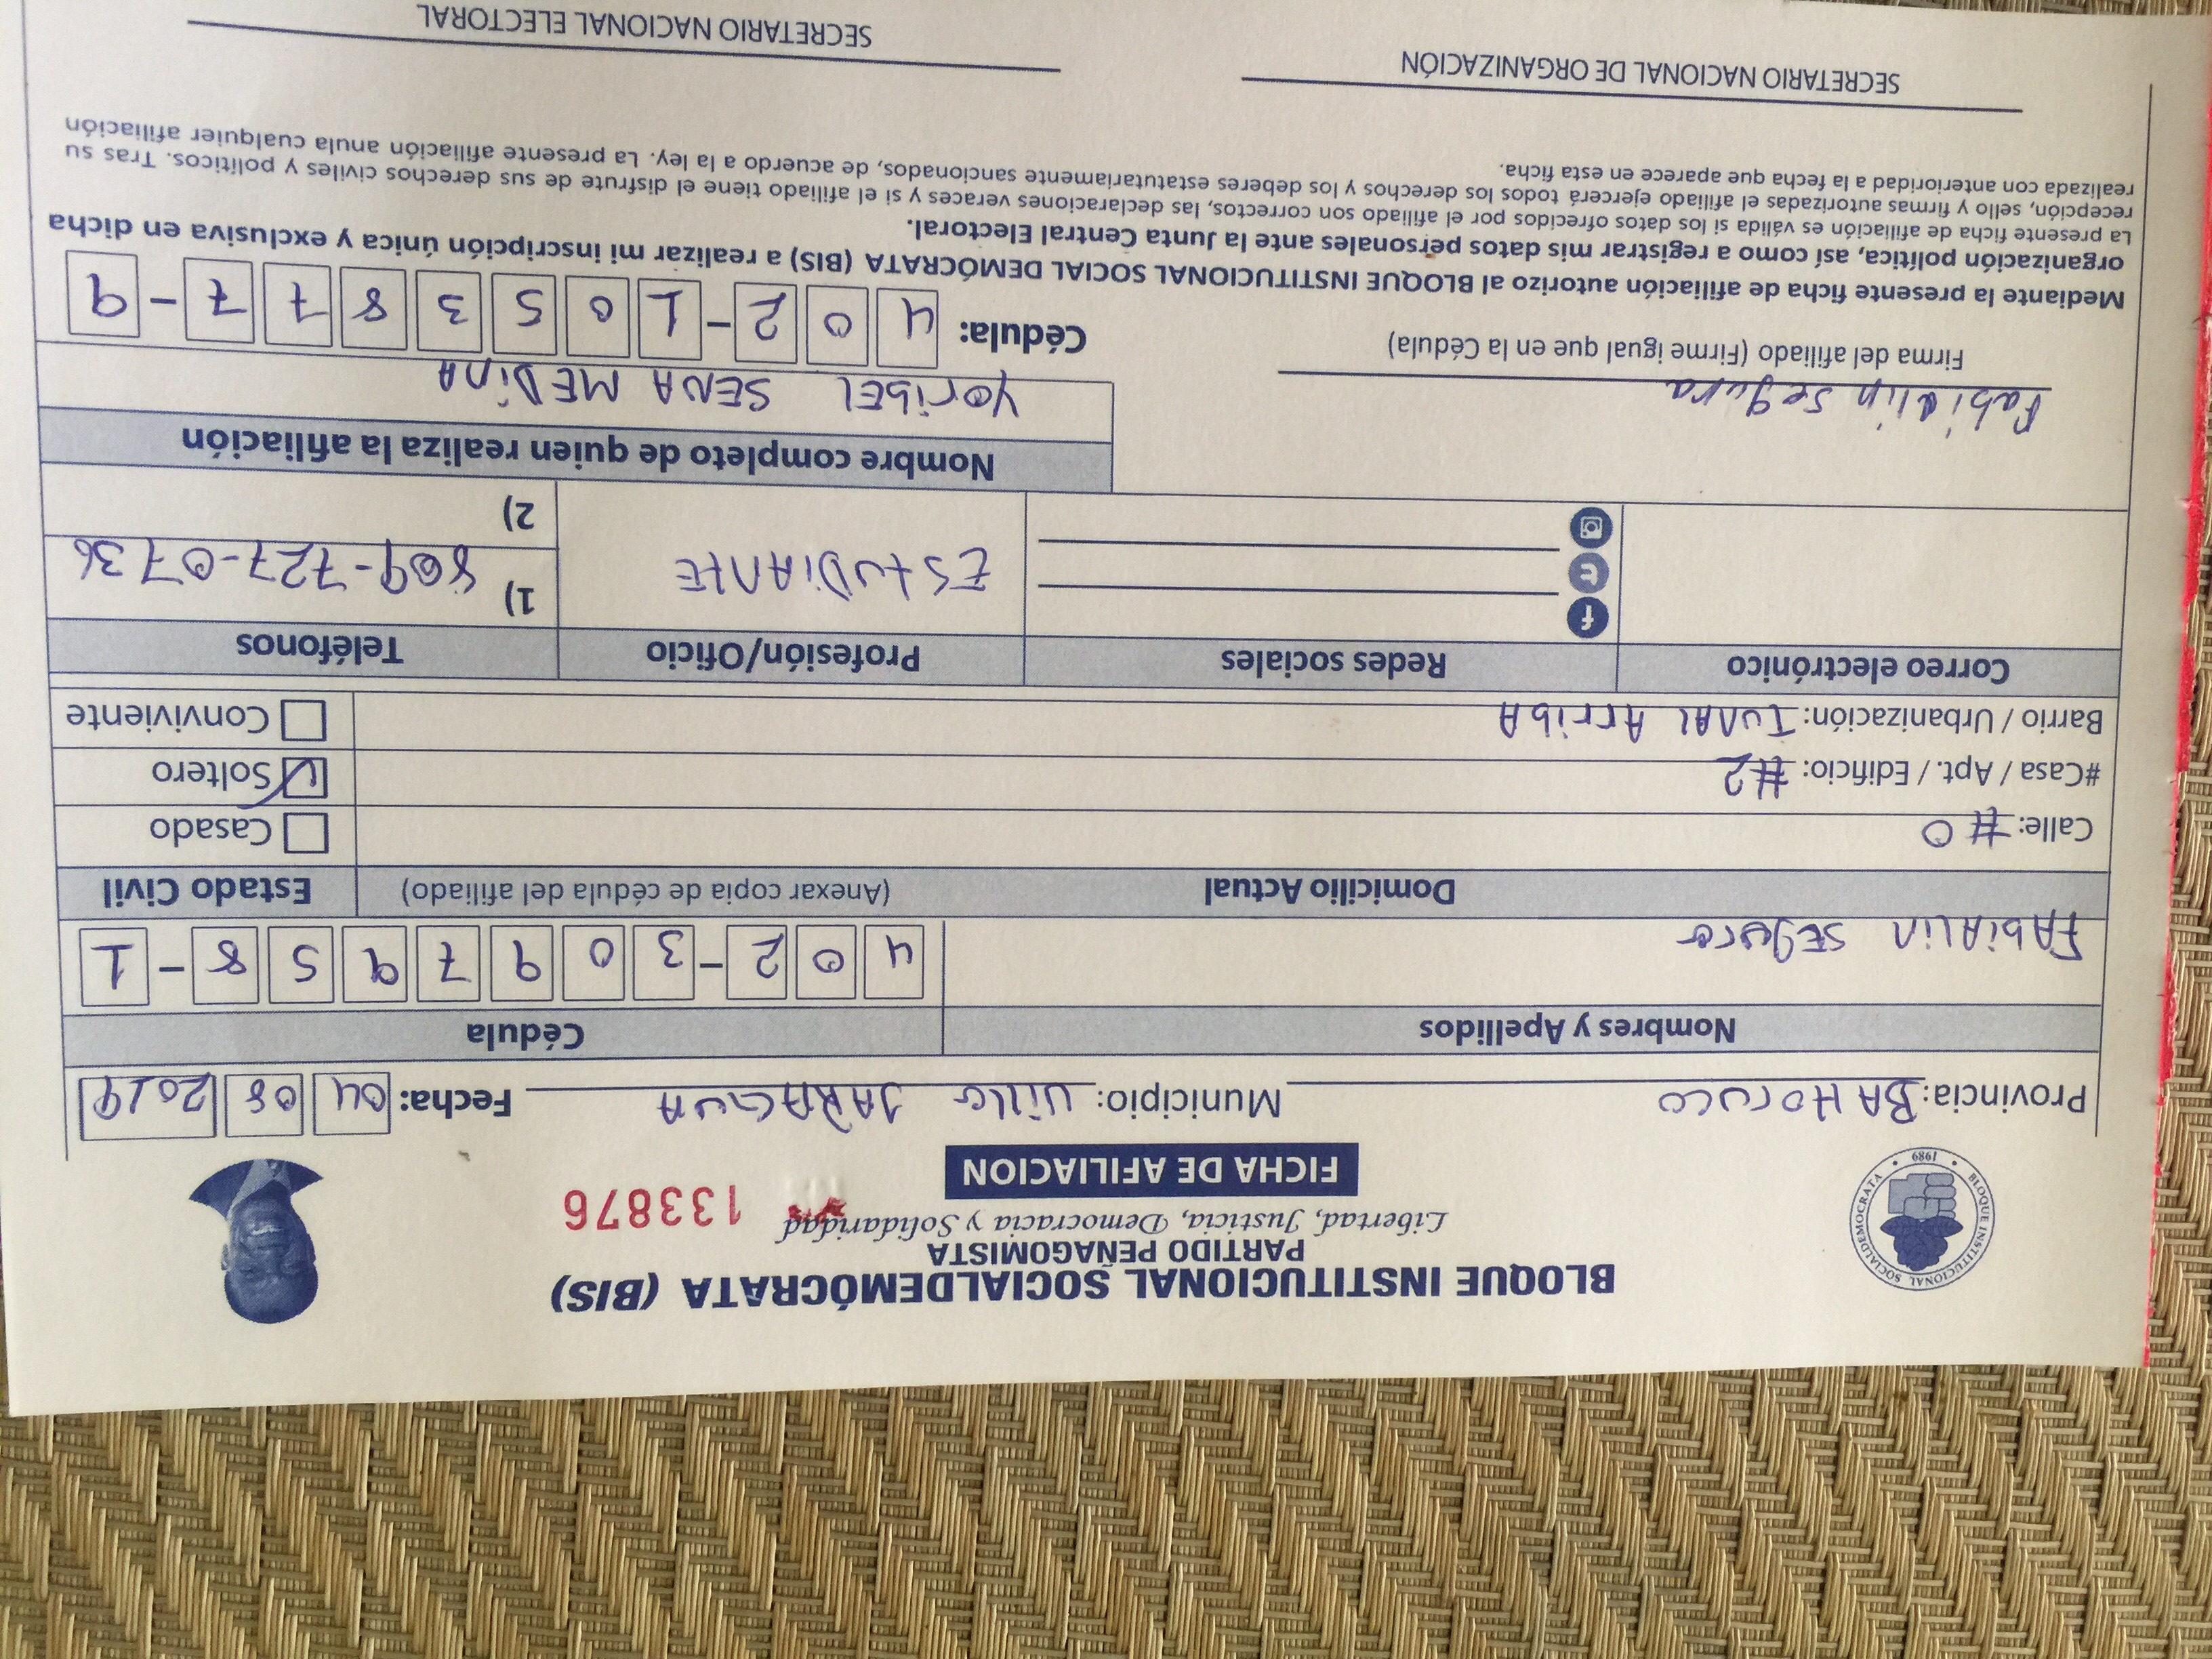 BLOQUE INSTITUCIONAL SOCIALDEMÓCRATA (BIS)
PARTIDO PEÑAGOMISTA
Libertad, Justicia, Democracia y Solidaridad
133876
BLOQUE INSTITUCIONAL SOCIALDEMOCRATA • 1989 •
FICHA DE AFILIACION
Provincia: BAHORUCO Municipio: Villa JARAGUA Fecha: 04 08 2019
Nombres y Apellidos Cédula
FABiALiN SEgura 402-3097958-1
Domicilio Actual (Anexar copia de cédula del afiliado) Estado Civil
Calle: #0 Casado
#Casa / Apt. / Edificio: #2 Soltero
Barrio / Urbanización: TUNAL ArribA Conviviente
Correo electrónico Redes sociales Profesión/Oficio Teléfonos
ESTUDiANTE 1) 809-727-0736
2)
Nombre completo de quien realiza la afiliación
Fabialin Segura YoribEL SENA MEDiNA
Firma del afiliado (Firme igual que en la Cédula) Cédula: 402-1053877-9
Mediante la presente ficha de afiliación autorizo al BLOQUE INSTITUCIONAL SOCIAL DEMÓCRATA (BIS) a realizar mi inscripción única y exclusiva en dicha
organización política, así como a registrar mis datos personales ante la Junta Central Electoral.
La presente ficha de afiliación es válida si los datos ofrecidos por el afiliado son correctos, las declaraciones veraces y si el afiliado tiene el disfrute de sus derechos civiles y políticos. Tras su
recepción, sello y firmas autorizadas el afiliado ejercerá todos los derechos y los deberes estatutariamente sancionados, de acuerdo a la ley. La presente afiliación anula cualquier afiliación
realizada con anterioridad a la fecha que aparece en esta ficha.
SECRETARIO NACIONAL DE ORGANIZACIÓN SECRETARIO NACIONAL ELECTORAL